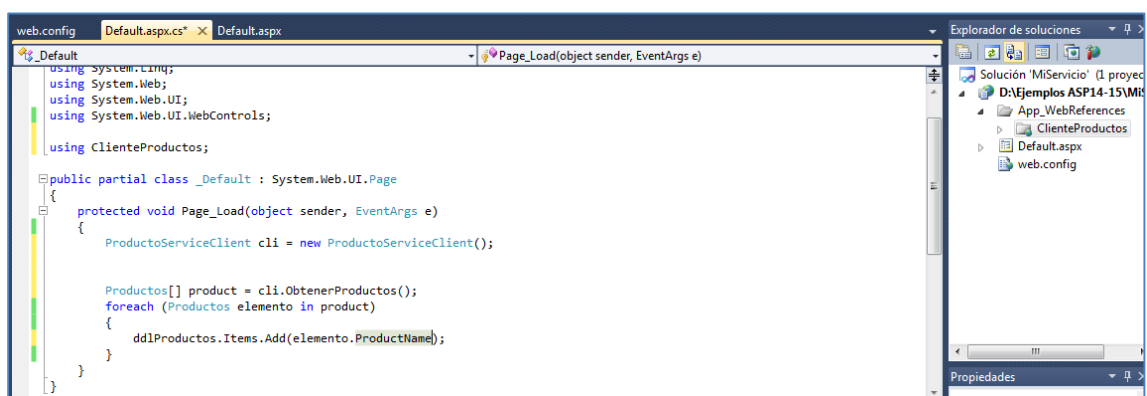 web.config Default.aspx.cs* Default.aspx
_Default Page_Load(object sender, EventArgs e)
using System.Linq;
using System.Web;
using System.Web.UI;
using System.Web.UI.WebControls;
using ClienteProductos;
public partial class _Default : System.Web.UI.Page
{
protected void Page_Load(object sender, EventArgs e)
{
ProductoServiceClient cli = new ProductoServiceClient();
Productos[] product = cli.ObtenerProductos();
foreach (Productos elemento in product)
{
ddlProductos.Items.Add(elemento.ProductName);
}
}
}
Explorador de soluciones
Solución 'MiServicio' (1 proyec
D:\Ejemplos ASP14-15\MiS
App_WebReferences
ClienteProductos
Default.aspx
web.config
Propiedades